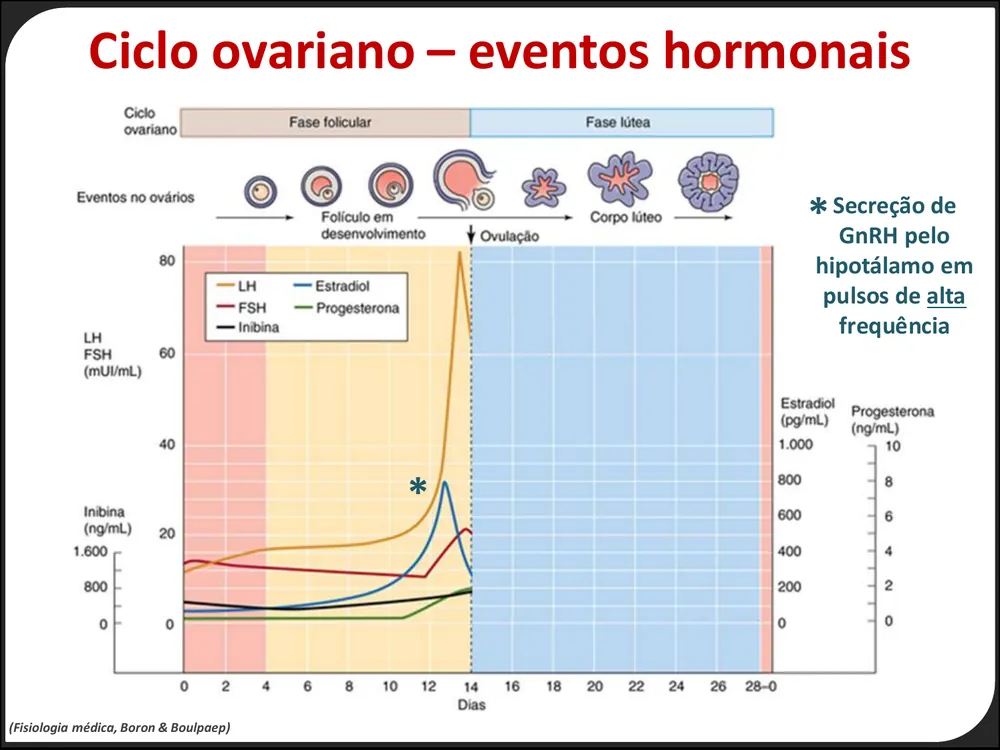 Ciclo ovariano – eventos hormonais
Ciclo
ovariano
Fase folicular
Fase lútea
Eventos no ovários
Folículo em
desenvolvimento
Corpo lúteo
Ovulação
* Secreção de
GnRH pelo
hipotálamo em
pulsos de alta
frequência
LH
FSH
Inibina
Estradiol
Progesterona
LH
FSH
(mUI/mL)
80
60
40
20
0
Inibina
(ng/mL)
1.600
800
0
*
Estradiol
(pg/mL)
1.000
800
600
400
200
0
Progesterona
(ng/mL)
10
8
6
4
2
0
0 2 4 6 8 10 12 14 16 18 20 22 24 26 28–0
Dias
(Fisiologia médica, Boron & Boulpaep)